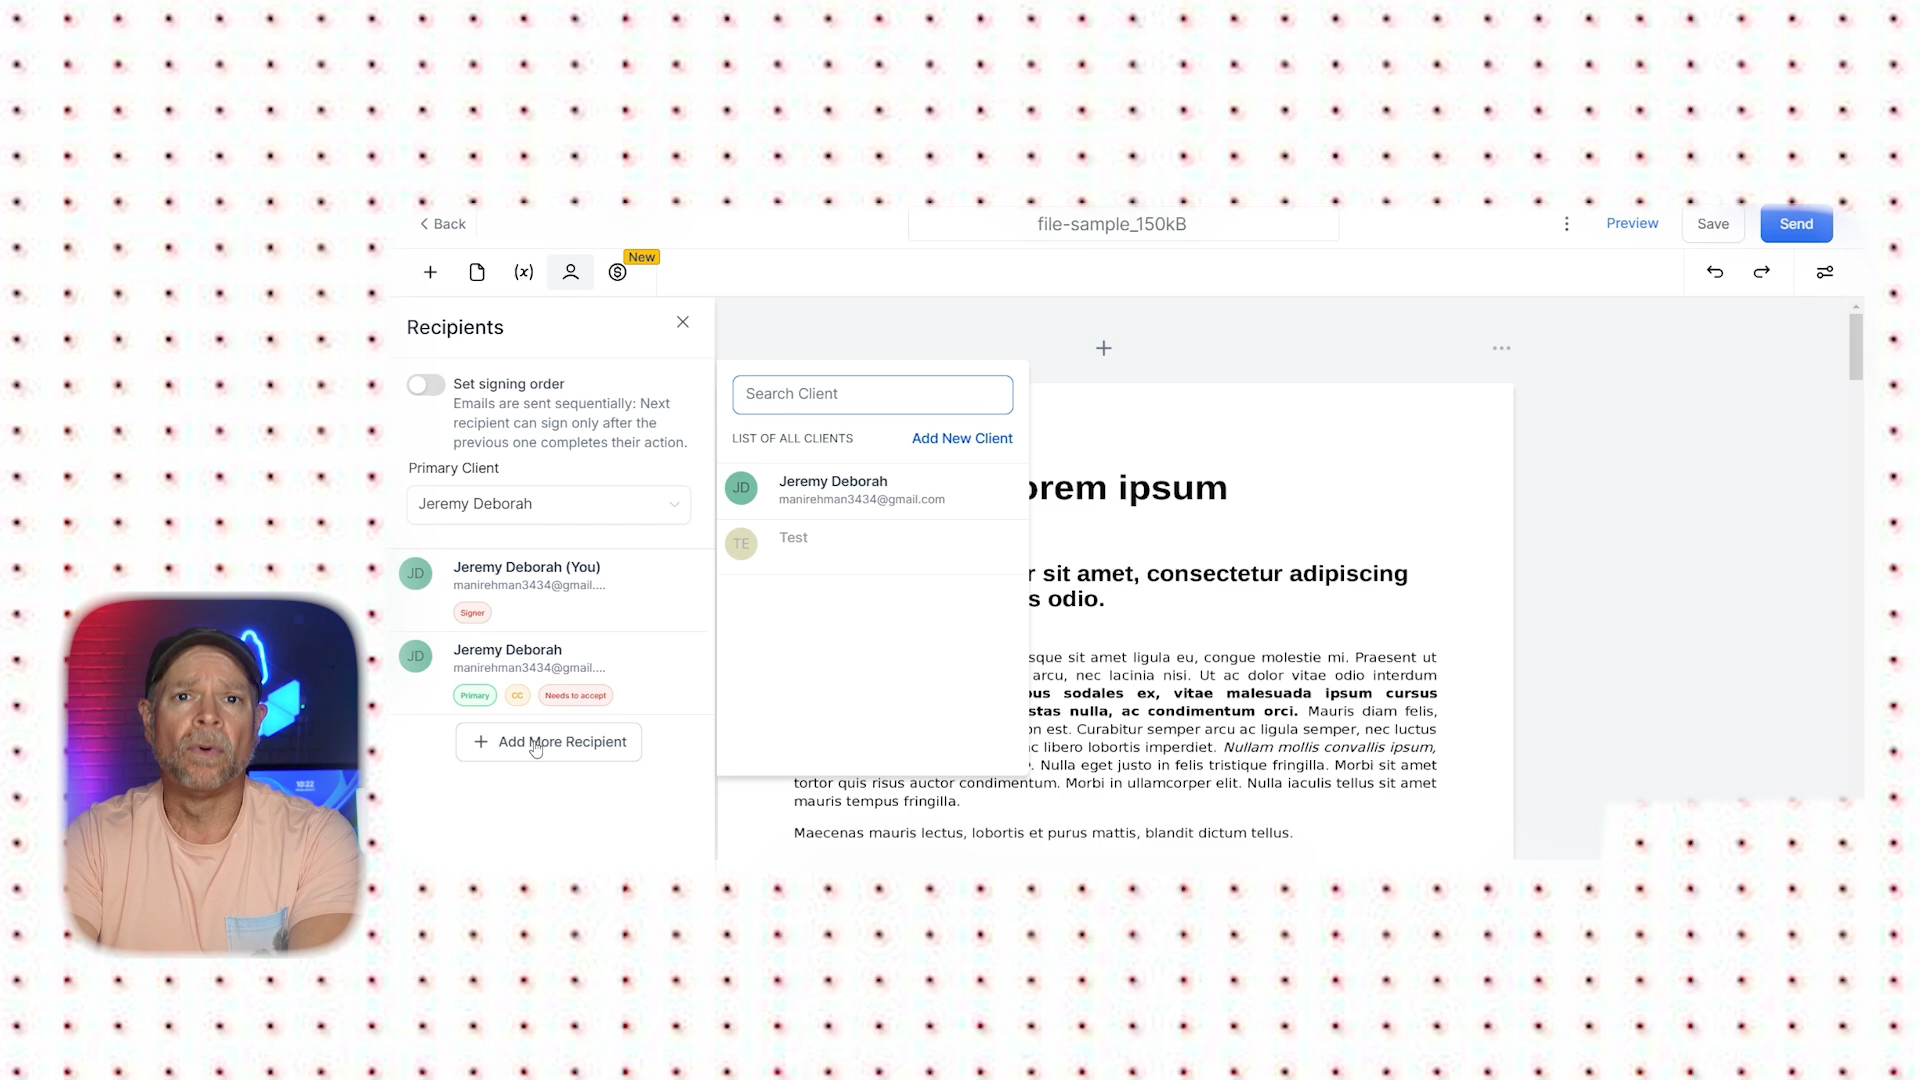 Back
file-sample_150kB
Preview
Save
Send
(x)
New
Recipients
Set signing order
Emails are sent sequentially: Next
recipient can sign only after the
previous one completes their action.
Primary Client
Jeremy Deborah
JD
Jeremy Deborah (You)
manirehman3434@gmail....
Signer
JD
Jeremy Deborah
manirehman3434@gmail....
Primary
CC
Needs to accept
Add More Recipient
Search Client
LIST OF ALL CLIENTS
Add New Client
JD
Jeremy Deborah
manirehman3434@gmail.com
TE
Test
orem ipsum
r sit amet, consectetur adipiscing
s odio.
sque sit amet ligula eu, congue molestie mi. Praesent ut
arcu, nec lacinia nisi. Ut ac dolor vitae odio interdum
bus sodales ex, vitae malesuada ipsum cursus
stas nulla, ac condimentum orci. Mauris diam felis,
n est. Curabitur semper arcu ac ligula semper, nec luctus
c libero lobortis imperdiet. Nullam mollis convallis ipsum,
. Nulla eget justo in felis tristique fringilla. Morbi sit amet
tortor quis risus auctor condimentum. Morbi in ullamcorper elit. Nulla iaculis tellus sit amet
mauris tempus fringilla.
Maecenas mauris lectus, lobortis et purus mattis, blandit dictum tellus.
10:22